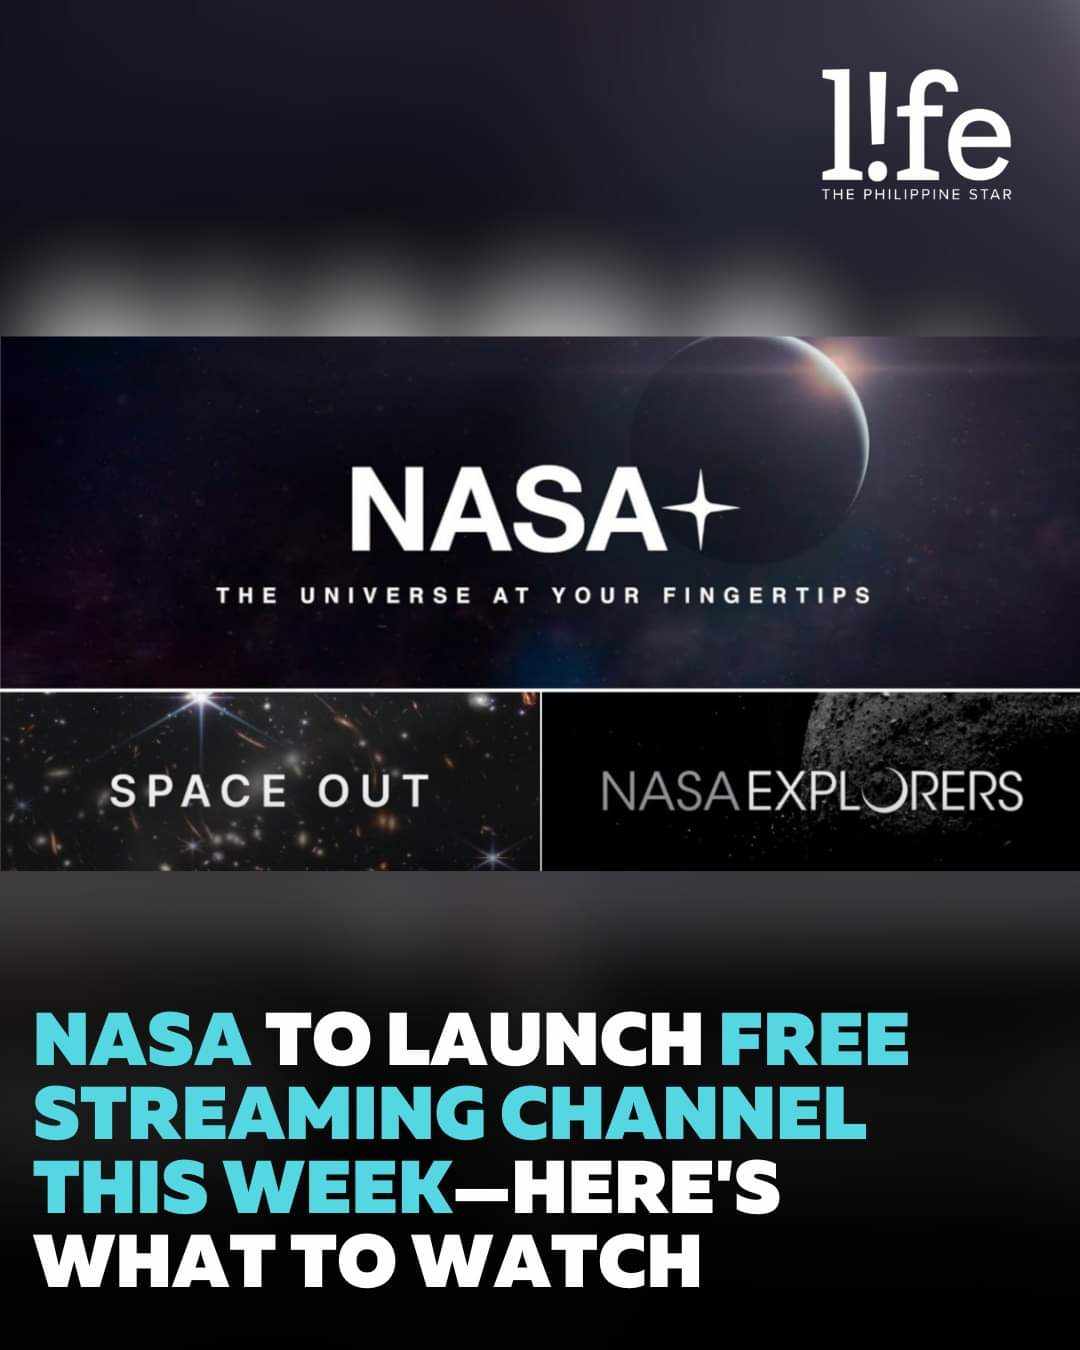 l!fe
THE PHILIPPINE STAR
NASA+
THE UNIVERSE AT YOUR FINGERTIPS
SPACE OUT
NASA EXPLORERS
NASA TO LAUNCH FREE
STREAMING CHANNEL
THIS WEEK—HERE'S
WHAT TO WATCH